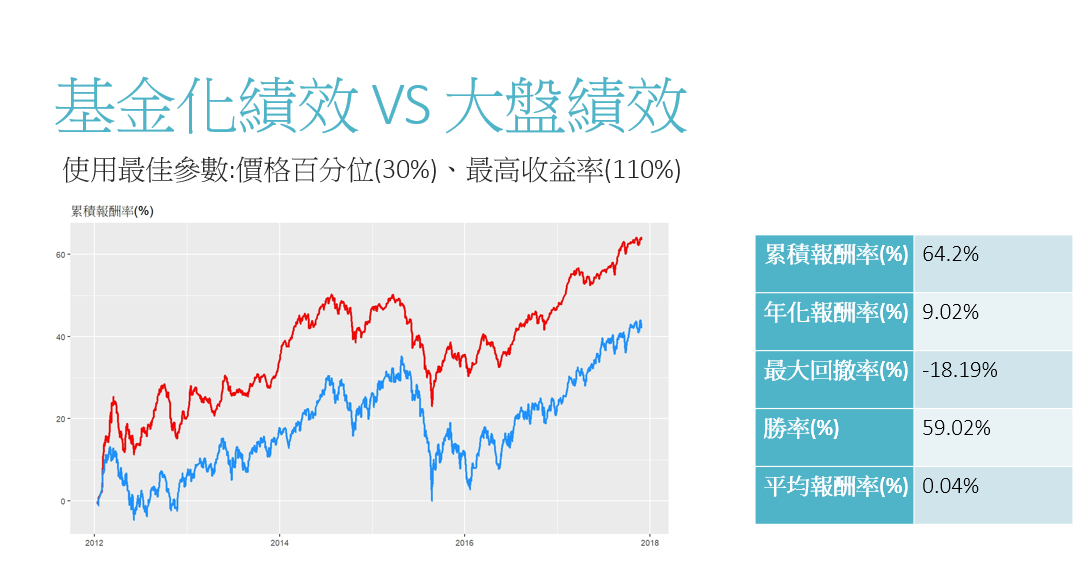 基金化績效 VS 大盤績效
使用最佳參數:價格百分位(30%)、最高收益率(110%)
累積報酬率(%)
60
40
20
0
2012 2014 2016 2018
累積報酬率(%) 64.2%
年化報酬率(%) 9.02%
最大回撤率(%) -18.19%
勝率(%) 59.02%
平均報酬率(%) 0.04%